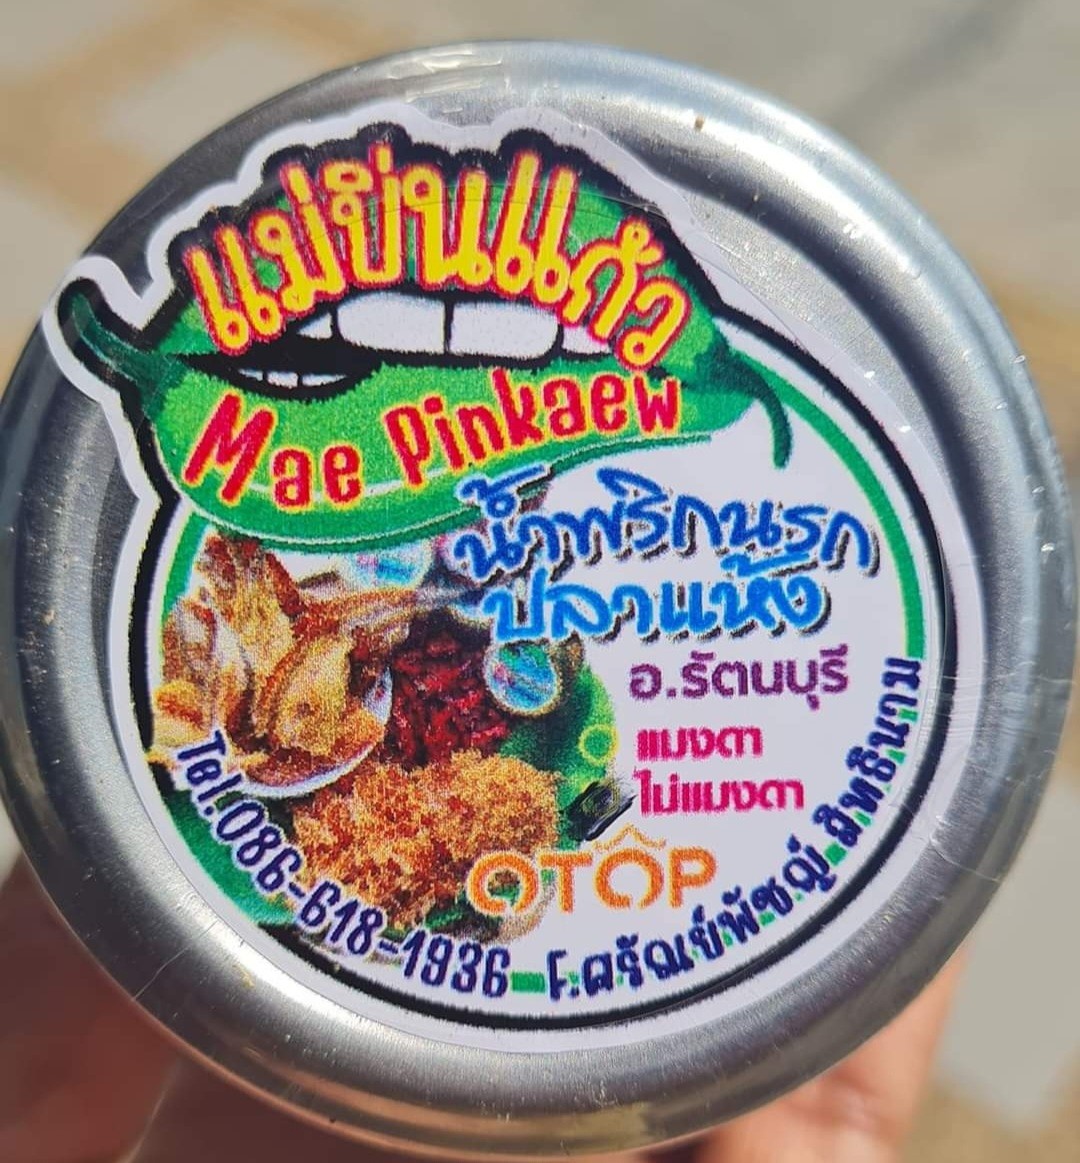 แม่ปิ่นแก้ว
Mae Pinkaew
น้ำพริกนรก
ปลาแห้ง
อ.รัตนบุรี
แมงดา
ไม่แมงดา
OTOP
Tel.086-618-1936 F.ศรัณย์พัชญ์ สิทธินาม